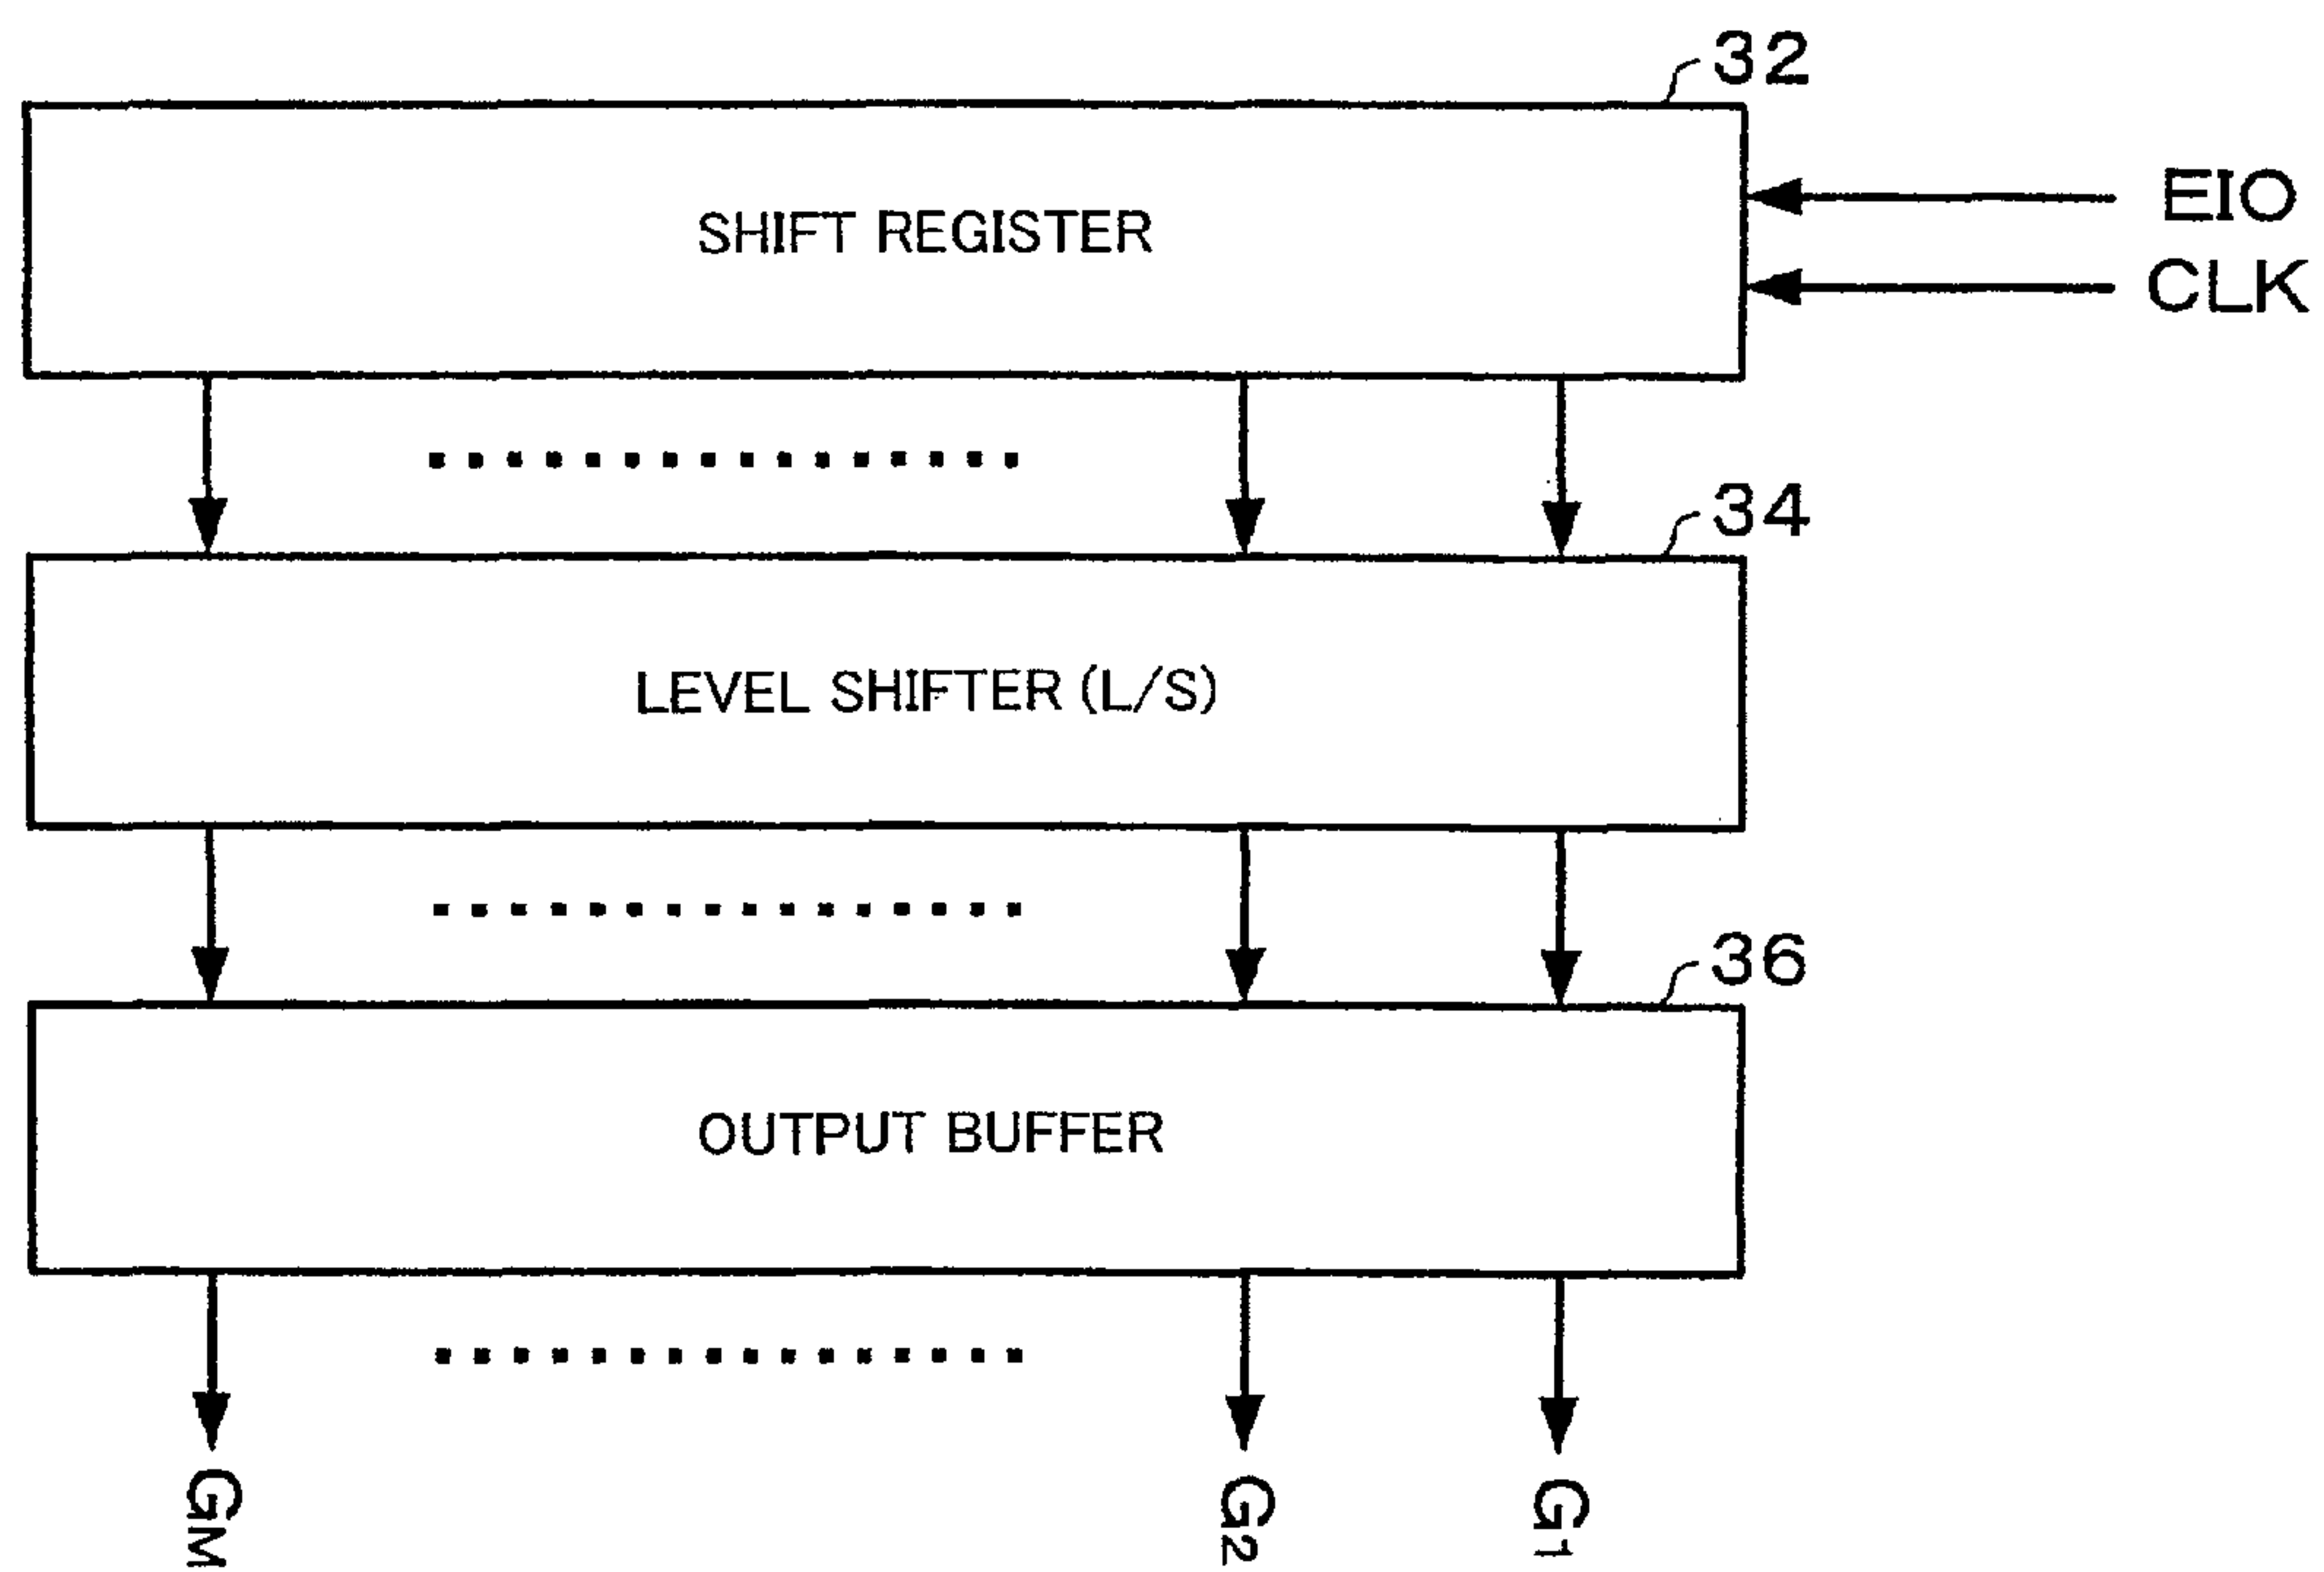 32
SHIFT REGISTER
EIO
CLK
34
LEVEL SHIFTER (L/S)
36
OUTPUT BUFFER
GM
G2
G1